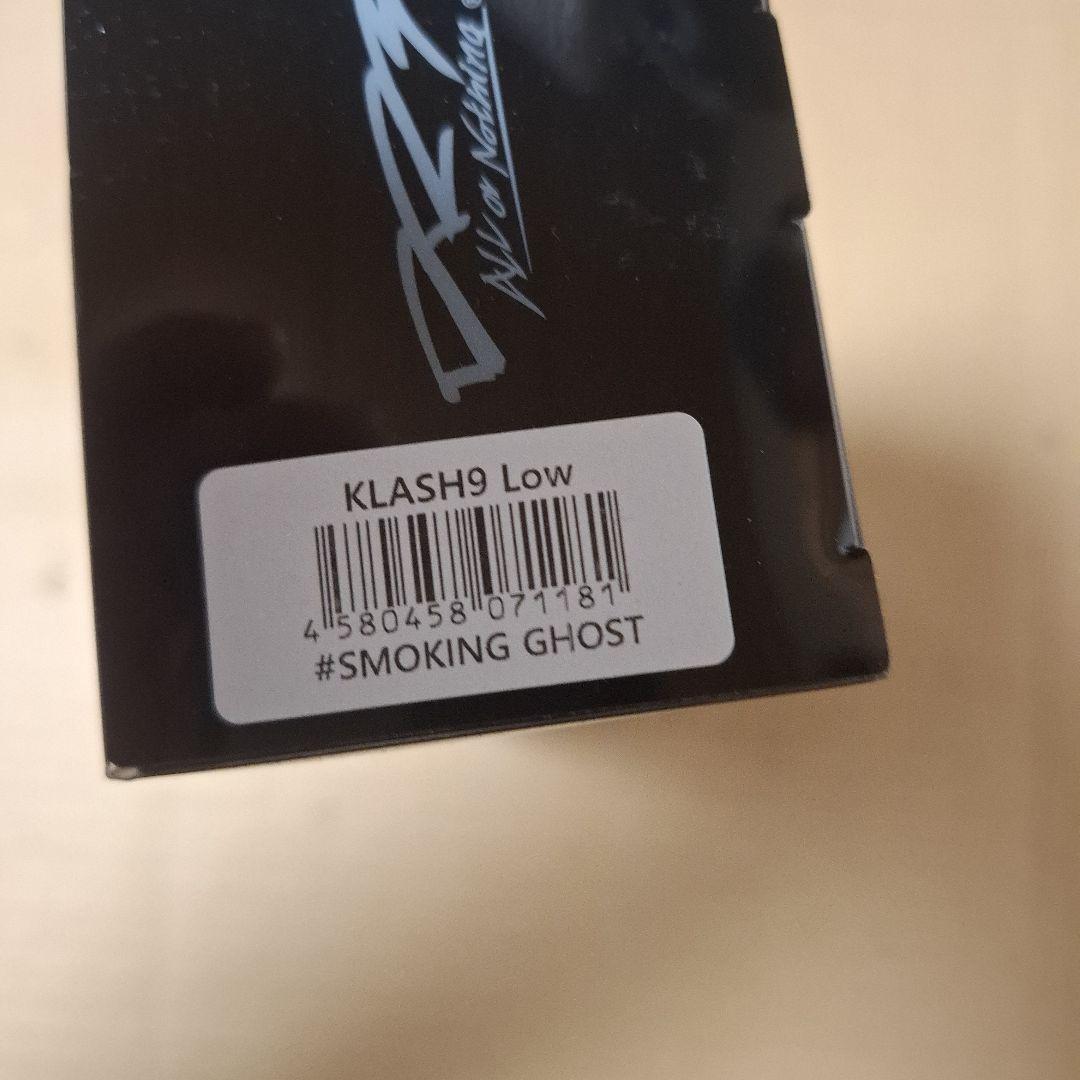 All or Nothing
KLASH9 Low
4 580458 071181
#SMOKING GHOST